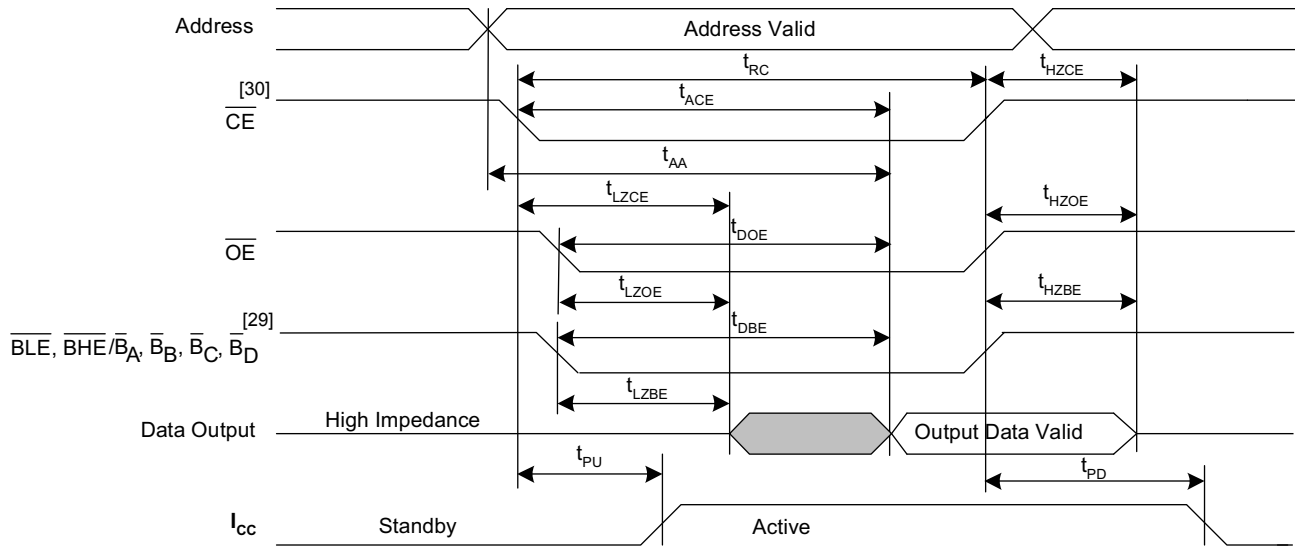 Address
Address Valid
tRC
tHZCE
[30]
CE
tACE
tAA
tLZCE
tHZOE
OE
tDOE
tLZOE
tHZBE
[29]
BLE, BHE/BA, BB, BC, BD
tDBE
tLZBE
Data Output
High Impedance
Output Data Valid
tPU
tPD
ICC
Standby
Active